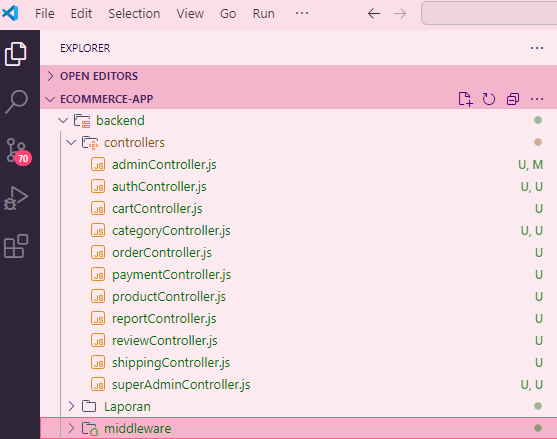 File Edit Selection View Go Run ...
EXPLORER ...
OPEN EDITORS
ECOMMERCE-APP ...
backend
controllers
JS adminController.js U, M
JS authController.js U, U
JS cartController.js U
JS categoryController.js U, U
JS orderController.js U
JS paymentController.js U
JS productController.js U
JS reportController.js U
JS reviewController.js U
JS shippingController.js U
JS superAdminController.js U, U
Laporan
middleware
70